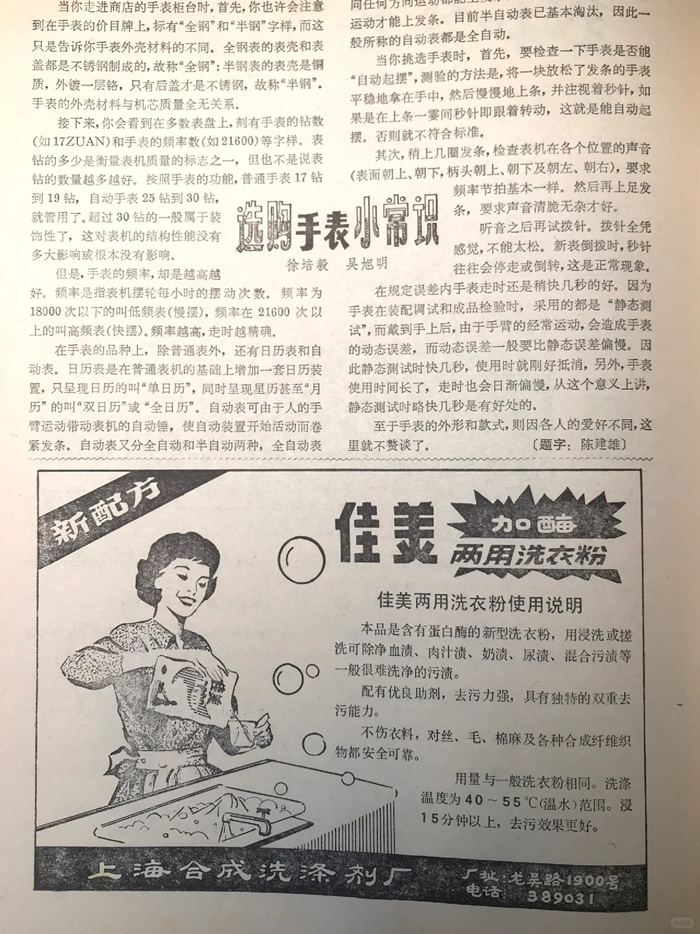 当你走进商店的手表柜台时,首先,你也许会注意
到在手表的价目牌上,标有“全钢”和“半钢”字样,而这
只是告诉你手表外壳材料的不同。全钢表的表壳和表
盖都是不锈钢制成的,故称“全钢”;半钢表的表壳是铜
质,外镀一层铬,只有后盖才是不锈钢,故称“半钢”。
手表的外壳材料与机芯质量全无关系。
接下来,你会看到在多数表盘上,刻有手表的钻数
(如17ZUAN)和手表的频率数(如21600)等字样。表
钻的多少是衡量表机质量的标志之一,但也不是说表
钻的数量越多越好。按照手表的功能,普通手表17钻
到19钻,自动手表25钻到30钻,
就管用了。超过30钻的一般属于装
饰性了,这对表机的结构性能没有
多大影响或根本没有影响。
但是,手表的频率,却是越高越
好。频率是指表机摆轮每小时的摆动次数。频率为
18000次以下的叫低频表(慢摆),频率在21600次以
上的叫高频表(快摆)。频率越高,走时越精确。
在手表的品种上,除普通表外,还有日历表和自
动表。日历表是在普通表机的基础上增加一套日历装
置,只呈现日历的叫“单日历”,同时呈现星历甚至“月
历”的叫“双日历”或“全日历”。自动表可由于人的手
臂运动带动表机的自动锤,使自动装置开始活动而卷
紧发条。自动表又分全自动和半自动两种,全自动表
选购手表小常识
徐培毅 吴旭明
运动才能上发条。目前半自动表已基本淘汰,因此一
般所称的自动表都是全自动。
当你挑选手表时,首先,要检查一下手表是否能
“自动起摆”,测验的方法是,将一块放松了发条的手表
平稳地拿在手中,然后慢慢地上条,并注视着秒针,如
果是在上条一霎间秒针即跟着转动,这就是能自动起
摆。否则就不符合标准。
其次,稍上几圈发条,检查表机在各个位置的声音
(表面朝上、朝下,柄头朝上、朝下及朝左、朝右),要求
频率节拍基本一样。然后再上足发
条,要求声音清脆无杂才好。
听音之后再试拨针。拨针全凭
感觉,不能太松。新表倒拨时,秒针
往往会停走或倒转,这是正常现象。
在规定误差内手表走时还是稍快几秒的好。因为
手表在装配调试和成品检验时,采用的都是“静态测
试”,而戴到手上后,由于手臂的经常运动,会造成手表
的动态误差,而动态误差一般要比静态误差偏慢。因
此静态测试时快几秒,使用时就刚好抵消,另外,手表
使用时间长了,走时也会日渐偏慢,从这个意义上讲,
静态测试时略快几秒是有好处的。
至于手表的外形和款式,则因各人的爱好不同,这
里就不赘谈了。 〔题字:陈建雄〕
新配方
佳美
加酶
两用洗衣粉
佳美
佳美两用洗衣粉使用说明
本品是含有蛋白酶的新型洗衣粉,用浸洗或搓
洗可除净血渍、肉汁渍、奶渍、尿渍、混合污渍等
一般很难洗净的污渍。
配有优良助剂,去污力强,具有独特的双重去
污能力。
不伤衣料,对丝、毛、棉麻及各种合成纤维织
物都安全可靠。
用量与一般洗衣粉相同。洗涤
温度为40~55℃(温水)范围。浸
15分钟以上,去污效果更好。
上海合成洗涤剂厂
厂址:老吴路1900号
电话:389031